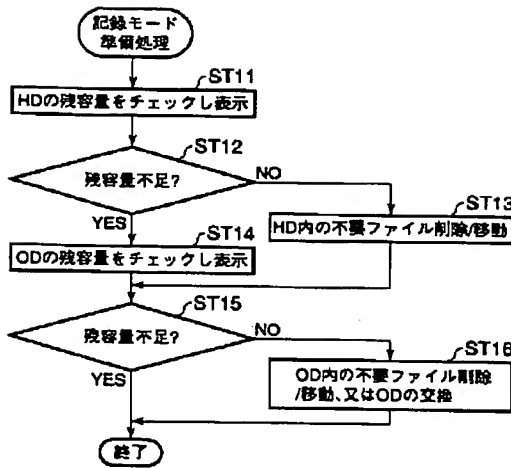 記録モード
準備処理
ST11
HDの残容量をチェックし表示
ST12
残容量不足?
NO
YES
ST13
HD内の不要ファイル削除/移動
ST14
ODの残容量をチェックし表示
ST15
残容量不足?
NO
YES
ST16
OD内の不要ファイル削除
/移動、又はODの交換
終了